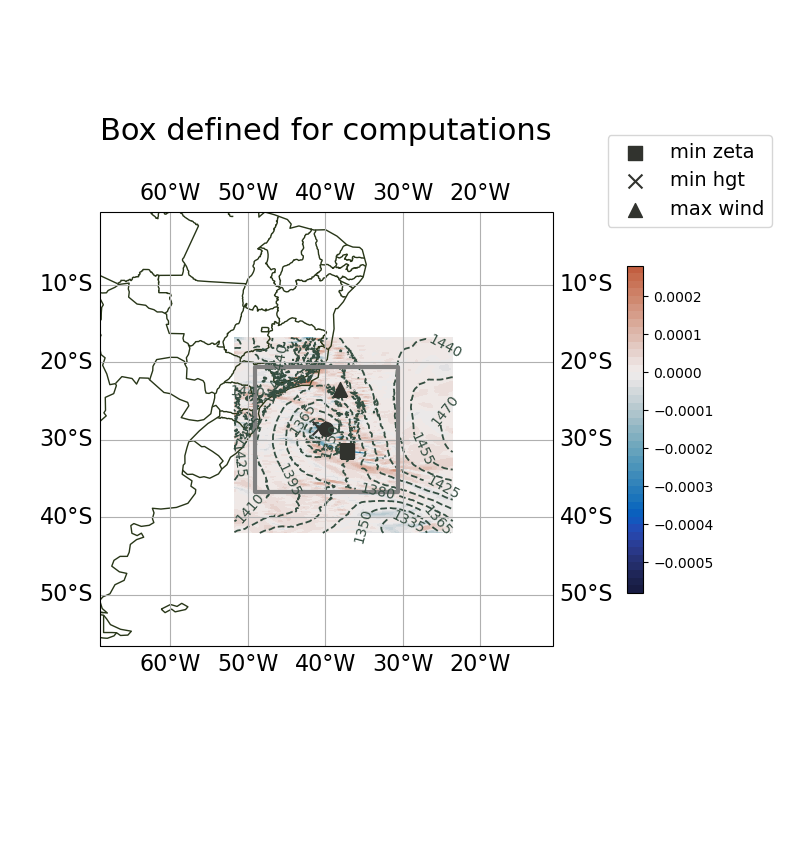 Box defined for computations
min zeta
min hgt
max wind
60°W 50°W 40°W 30°W 20°W
10°S 10°S
20°S 20°S
30°S 30°S
40°S 40°S
50°S 50°S
60°W 50°W 40°W 30°W 20°W
1440
1470
1455
1425
1365
1395
1425
1380
1410
1350
1335
1365
0.0002
0.0001
0.0000
−0.0001
−0.0002
−0.0003
−0.0004
−0.0005